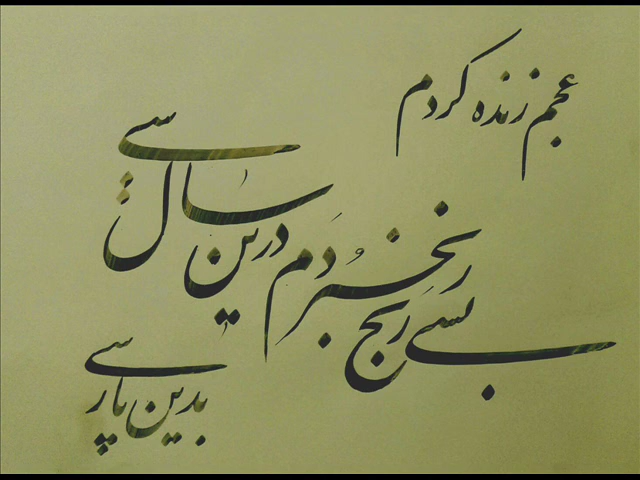 عجم زنده کردم
بسی رنج بردم درین سال سی
بدین پارسی